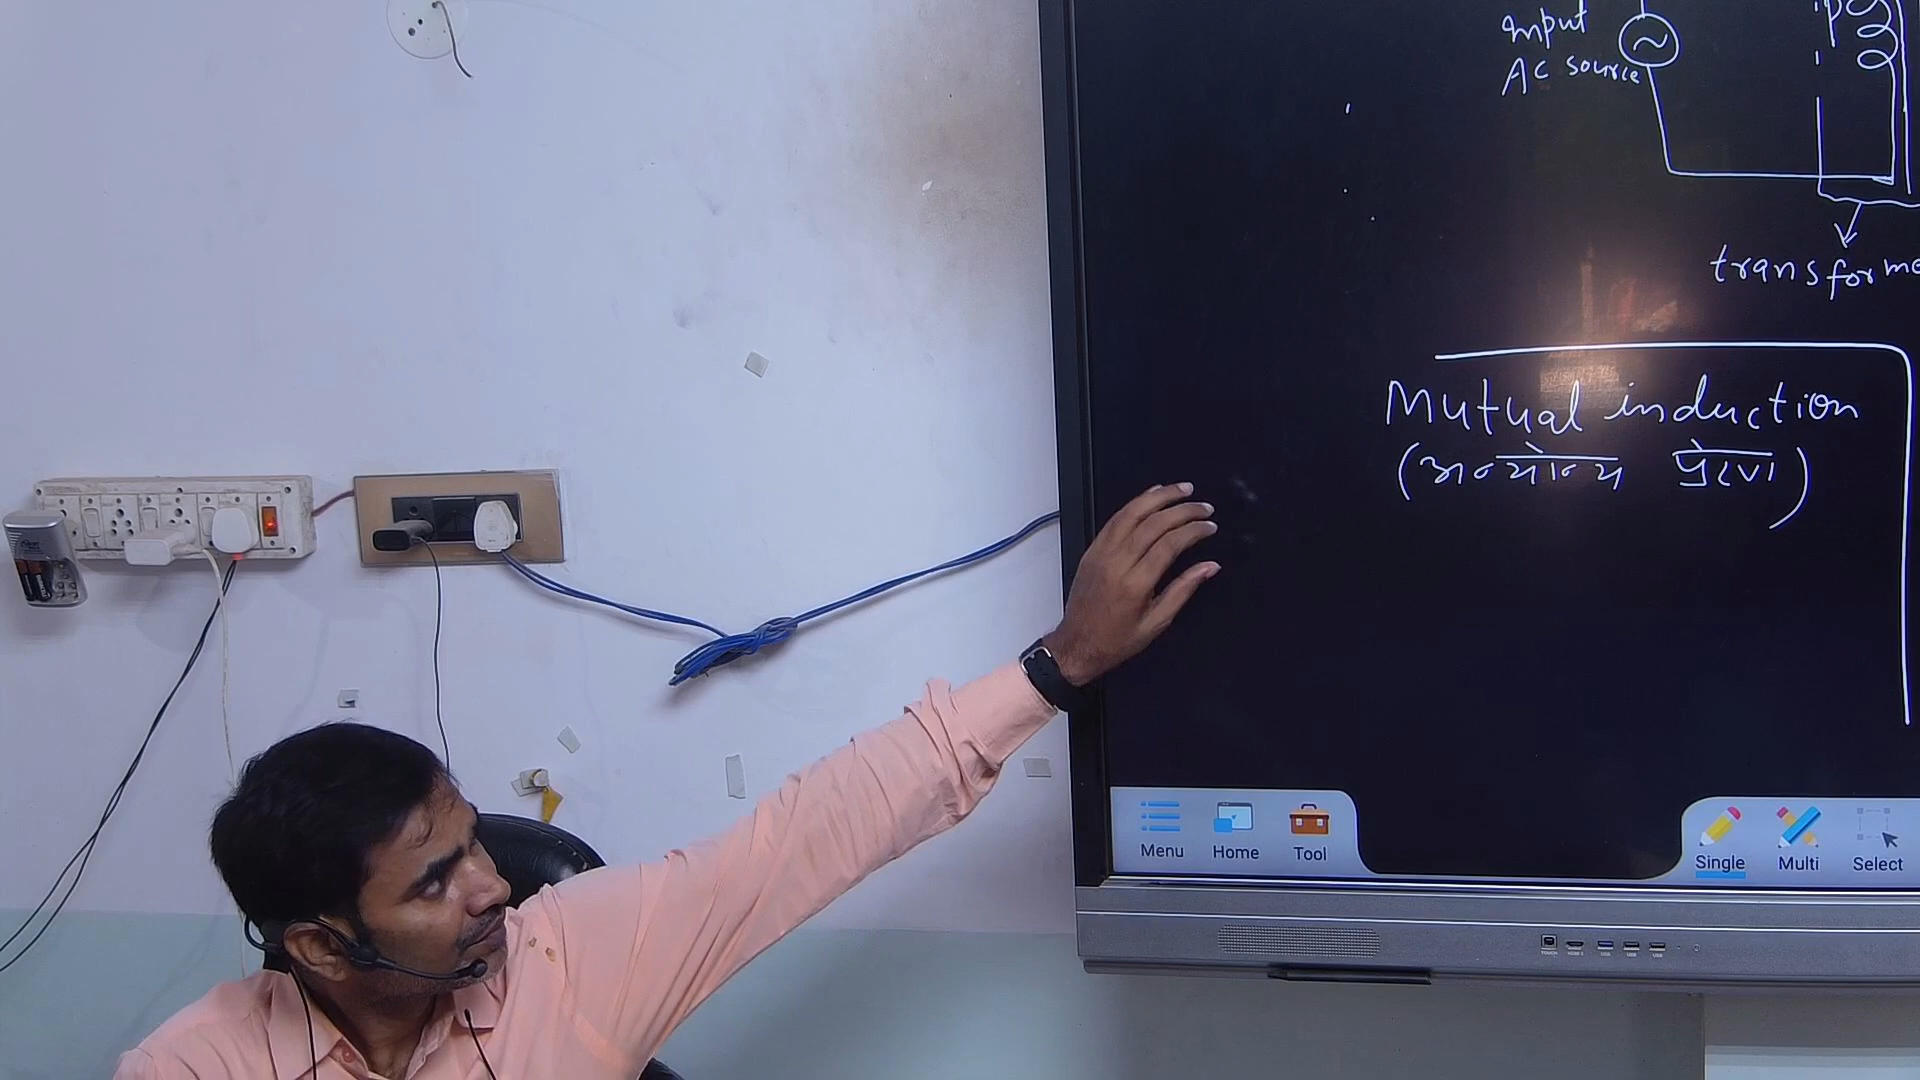 Input
AC source
P
transforme
Mutual induction
(अन्योन्य प्रेरण)
Menu Home Tool
Single Multi Select